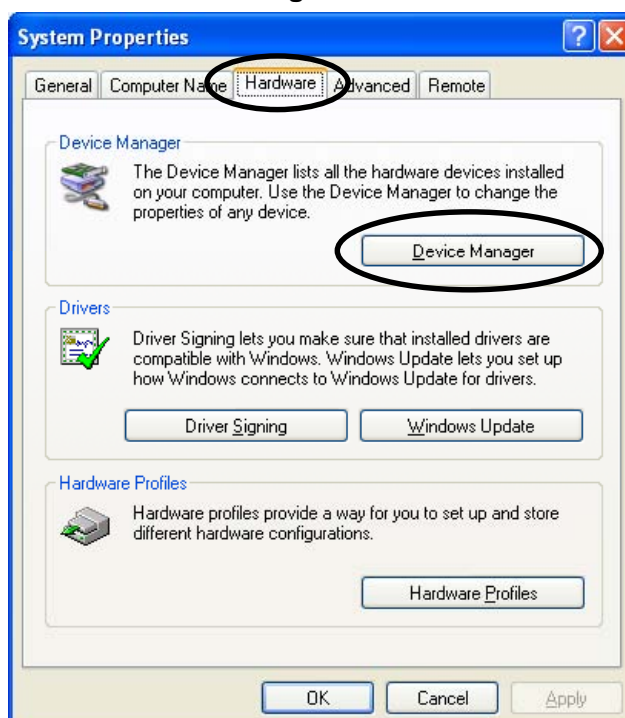 System Properties
General Computer Name Hardware Advanced Remote
Device Manager
The Device Manager lists all the hardware devices installed
on your computer. Use the Device Manager to change the
properties of any device.
Device Manager
Drivers
Driver Signing lets you make sure that installed drivers are
compatible with Windows. Windows Update lets you set up
how Windows connects to Windows Update for drivers.
Driver Signing Windows Update
Hardware Profiles
Hardware profiles provide a way for you to set up and store
different hardware configurations.
Hardware Profiles
OK Cancel Apply